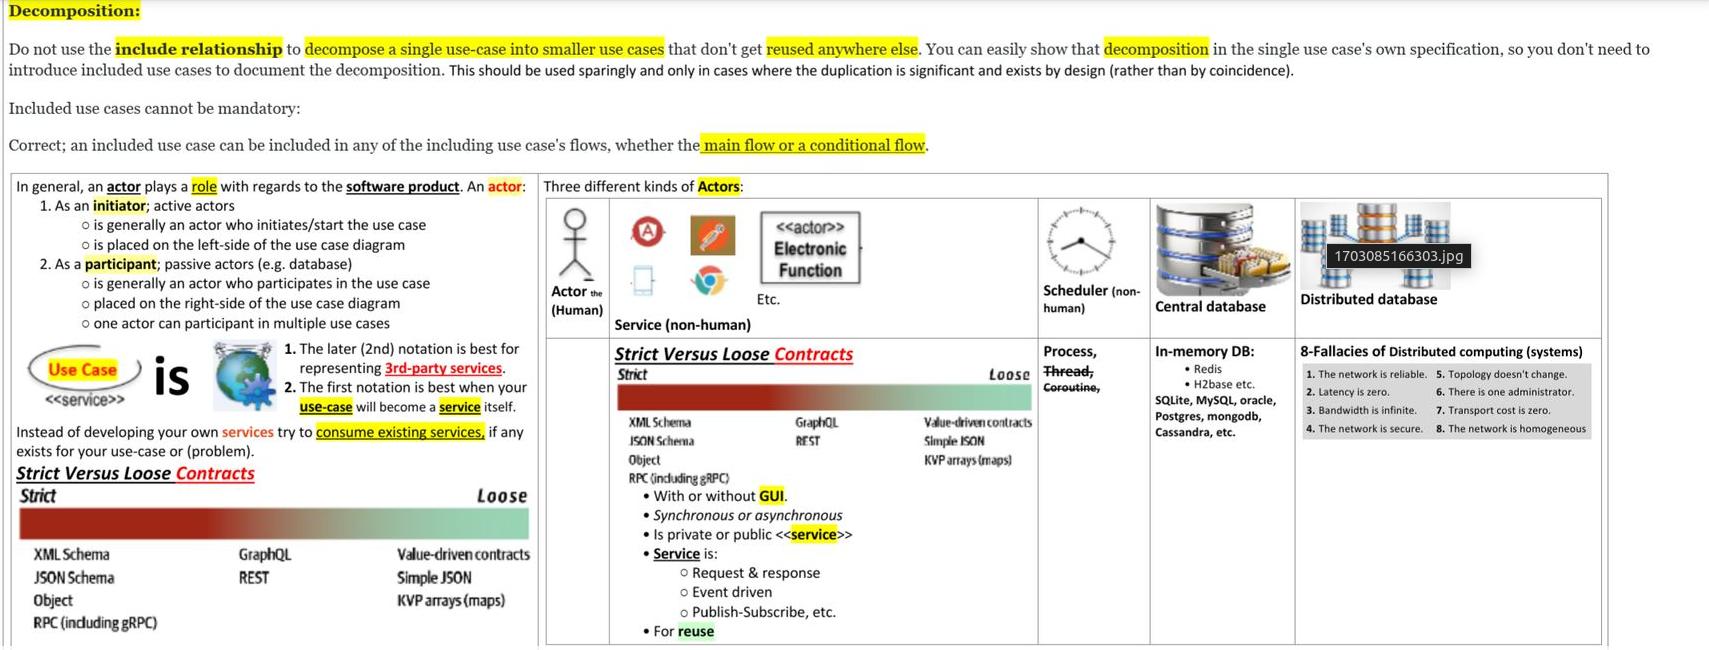 Decomposition:
Do not use the include relationship to decompose a single use-case into smaller use cases that don't get reused anywhere else. You can easily show that decomposition in the single use case's own specification, so you don't need to
introduce included use cases to document the decomposition. This should be used sparingly and only in cases where the duplication is significant and exists by design (rather than by coincidence).
Included use cases cannot be mandatory:
Correct; an included use case can be included in any of the including use case's flows, whether the main flow or a conditional flow.
In general, an actor plays a role with regards to the software product. An actor:
1. As an initiator; active actors
○ is generally an actor who initiates/start the use case
○ is placed on the left-side of the use case diagram
2. As a participant; passive actors (e.g. database)
○ is generally an actor who participates in the use case
○ placed on the right-side of the use case diagram
○ one actor can participate in multiple use cases
Use Case
<<service>>
is
1. The later (2nd) notation is best for
representing 3rd-party services.
2. The first notation is best when your
use-case will become a service itself.
Instead of developing your own services try to consume existing services, if any
exists for your use-case or (problem).
Strict Versus Loose Contracts
Strict Loose
XML Schema GraphQL Value-driven contracts
JSON Schema REST Simple JSON
Object KVP arrays (maps)
RPC (including gRPC)
Three different kinds of Actors:
Actor the
(Human)
<<actor>>
Electronic
Function
Etc.
Service (non-human)
Scheduler (non-
human)
Central database
1703085166303.jpg
Distributed database
Strict Versus Loose Contracts
Strict Loose
XML Schema GraphQL Value-driven contracts
JSON Schema REST Simple JSON
Object KVP arrays (maps)
RPC (including gRPC)
• With or without GUI.
• Synchronous or asynchronous
• Is private or public <<service>>
• Service is:
○ Request & response
○ Event driven
○ Publish-Subscribe, etc.
• For reuse
Process,
Thread,
Coroutine,
In-memory DB:
• Redis
• H2base etc.
SQLite, MySQL, oracle,
Postgres, mongodb,
Cassandra, etc.
8-Fallacies of Distributed computing (systems)
1. The network is reliable. 5. Topology doesn't change.
2. Latency is zero. 6. There is one administrator.
3. Bandwidth is infinite. 7. Transport cost is zero.
4. The network is secure. 8. The network is homogeneous